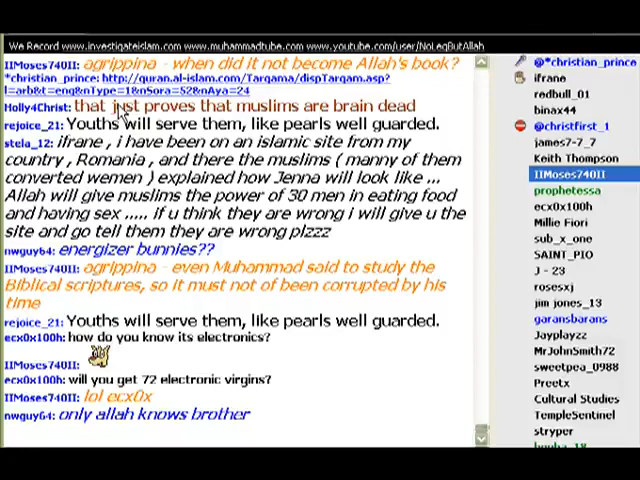 We Record www.investigateislam.com www.muhammadtube.com www.youtube.com/user/NoLegButAllah
IIMoses740II: agrippina - when did it not become Allah's book?
*christian_prince: http://quran.al-islam.com/Targama/dispTargam.asp?
l=arb&t=eng&nType=1&nSora=52&nAya=24
Holly4Christ: that just proves that muslims are brain dead
rejoice_21: Youths will serve them, like pearls well guarded.
stela_12: ifrane , i have been on an islamic site from my
country , Romania , and there the muslims ( manny of them
converted wemen ) explained how Jenna will look like ...
Allah will give muslims the power of 30 men in eating food
and having sex ..... if u think they are wrong i will give u the
site and go tell them they are wrong plzzz
nwguy64: energizer bunnies??
IIMoses740II: agrippina - even Muhammad said to study the
Biblical scriptures, so it must not of been corrupted by his
time
rejoice_21: Youths will serve them, like pearls well guarded.
ecx0x100h: how do you know its electronics?
IIMoses740II:
ecx0x100h: will you get 72 electronic virgins?
IIMoses740II: lol ecx0x
nwguy64: only allah knows brother
@*christian_prince
ifrane
redbull_01
binax44
@christfirst_1
james7-7_7
Keith Thompson
IIMoses740II
prophetessa
ecx0x100h
Millie Fiori
sub_x_one
SAINT_PIO
J - 23
rosesxj
jim jones_13
garansbarans
Jayplayzz
MrJohnSmith72
sweetpea_0988
Preetx
Cultural Studies
TempleSentinel
stryper